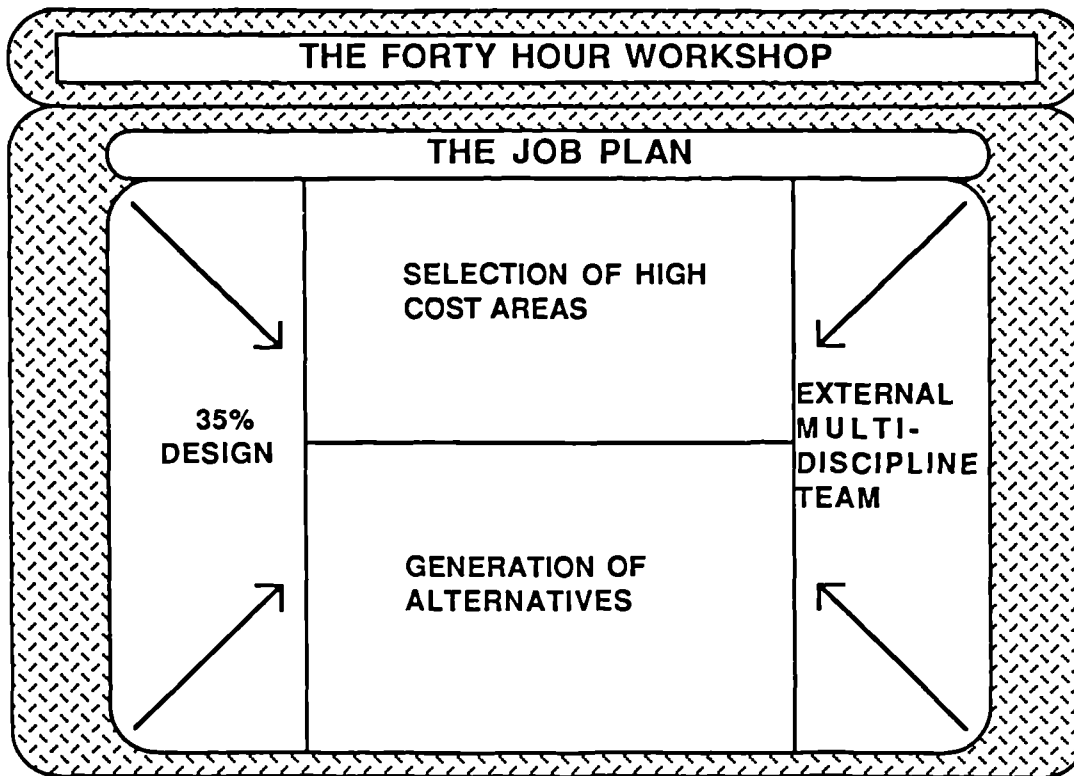 THE FORTY HOUR WORKSHOP
THE JOB PLAN
SELECTION OF HIGH
COST AREAS
35%
DESIGN
EXTERNAL
MULTI-
DISCIPLINE
TEAM
GENERATION OF
ALTERNATIVES